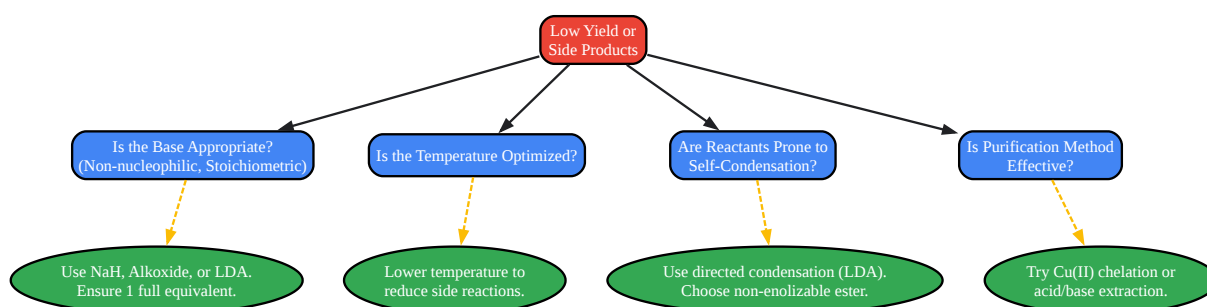 Low Yield or
Side Products
Is the Base Appropriate?
(Non-nucleophilic, Stoichiometric)
Is the Temperature Optimized?
Are Reactants Prone to
Self-Condensation?
Is Purification Method
Effective?
Use NaH, Alkoxide, or LDA.
Ensure 1 full equivalent.
Lower temperature to
reduce side reactions.
Use directed condensation (LDA).
Choose non-enolizable ester.
Try Cu(II) chelation or
acid/base extraction.